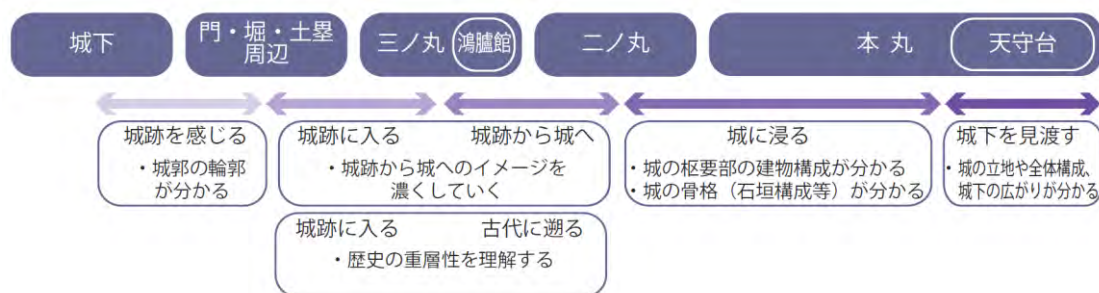 城下
門・堀・土塁
周辺
三ノ丸
鴻臚館
二ノ丸
本丸
天守台
城跡を感じる
・城郭の輪郭
が分かる
城跡に入る 城跡から城へ
・城跡から城へのイメージを
濃くしていく
城跡に入る 古代に遡る
・歴史の重層性を理解する
城に浸る
・城の枢要部の建物構成が分かる
・城の骨格（石垣構成等）が分かる
城下を見渡す
・城の立地や全体構成、
城下の広がりが分かる